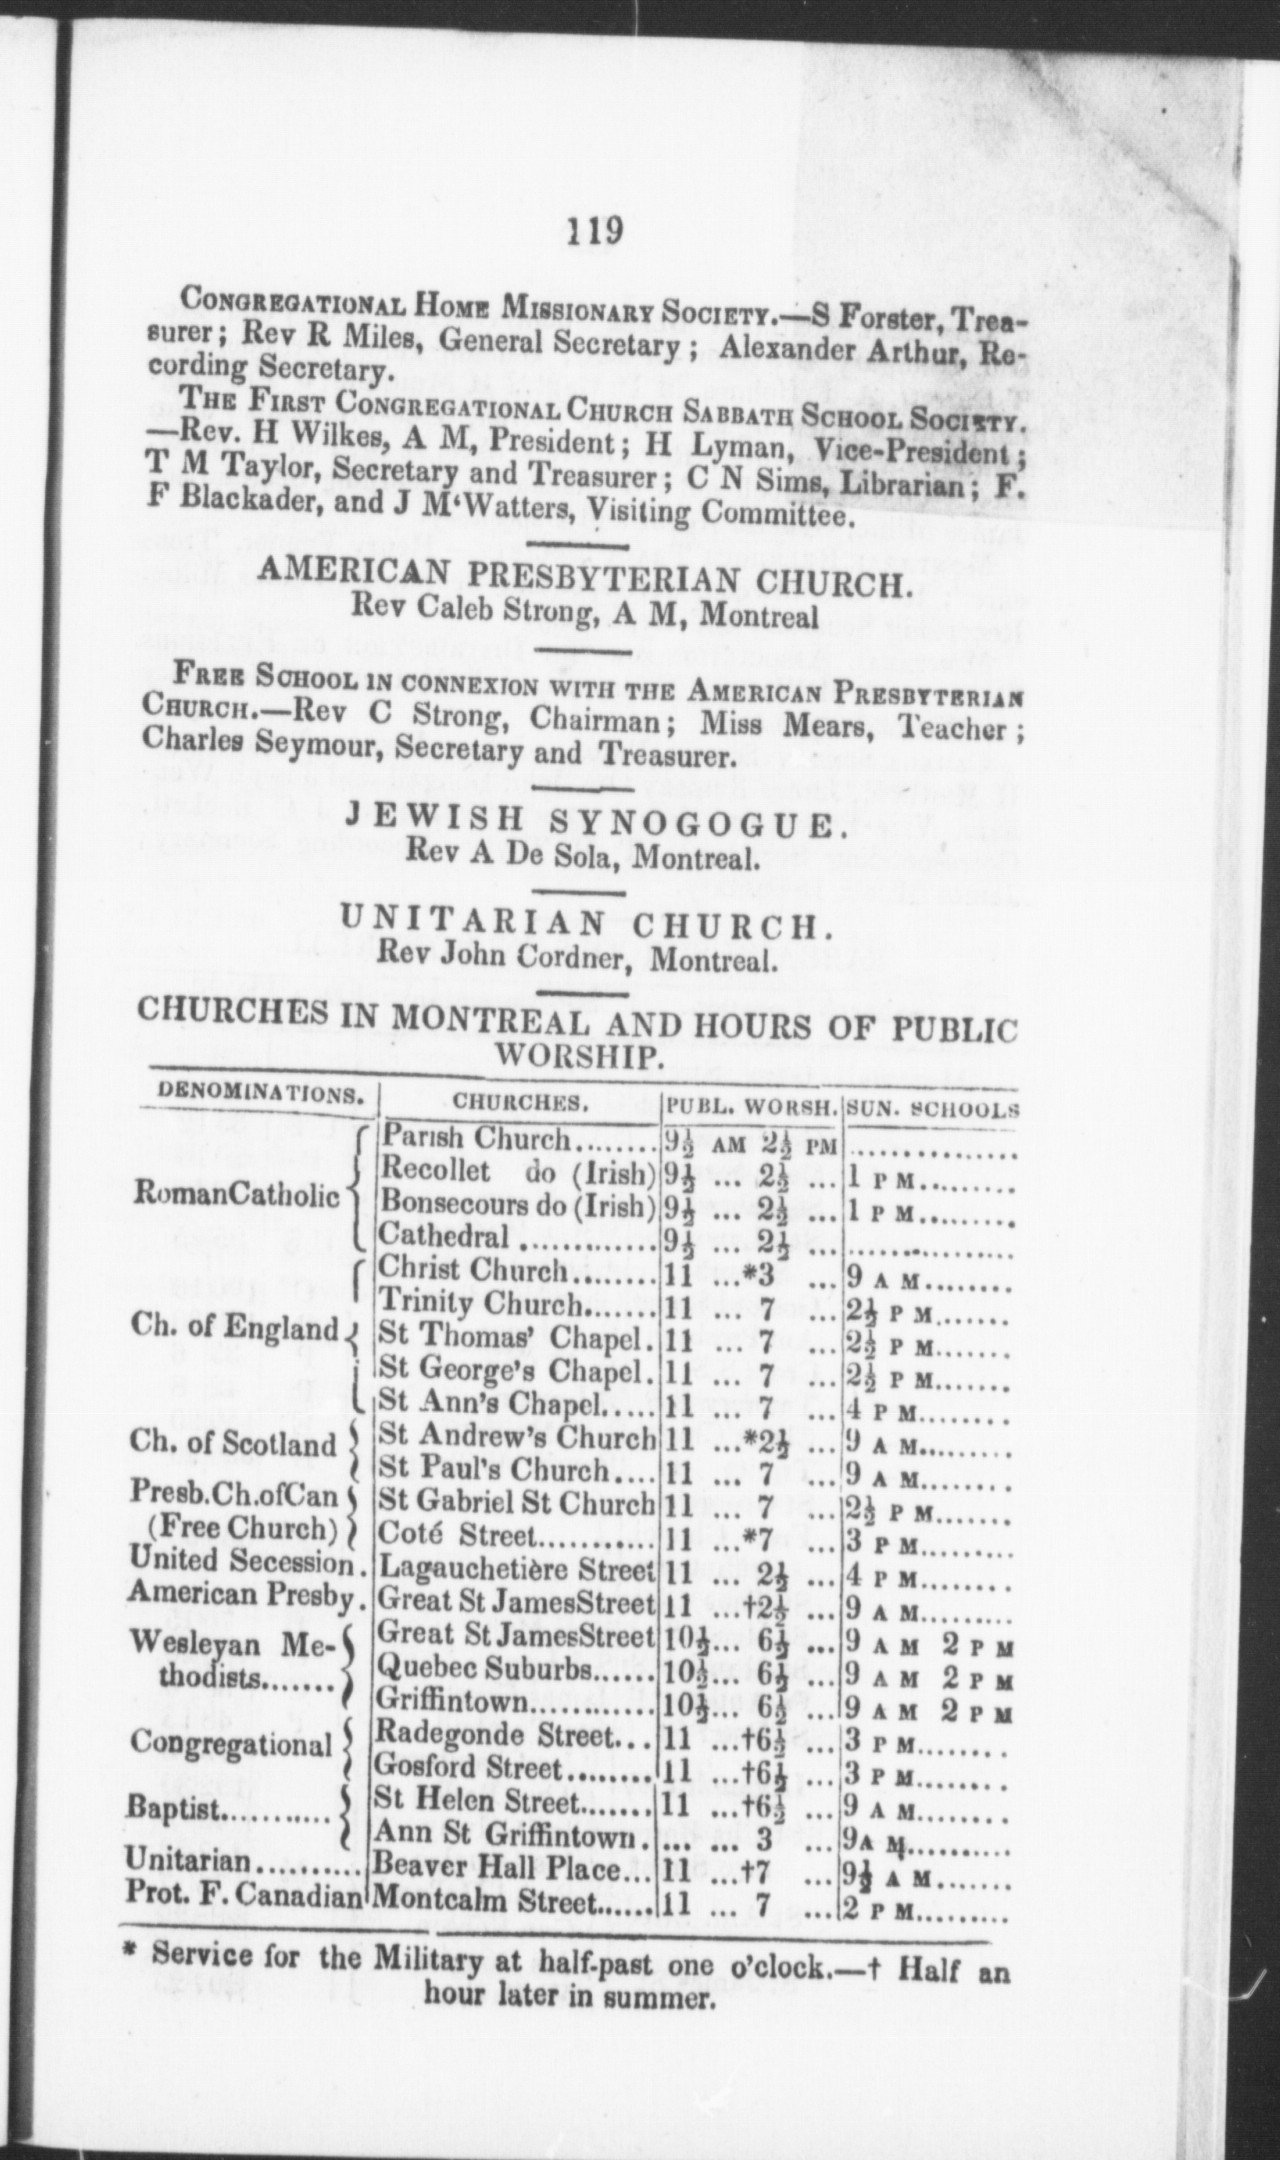 119
CONGREGATIONAL HOME MISSIONARY SOCIETY.—S Forster, Trea-
surer; Rev R Miles, General Secretary; Alexander Arthur, Re-
cording Secretary.
THE FIRST CONGREGATIONAL CHURCH SABBATH SCHOOL SOCIETY.
—Rev. H Wilkes, A M, President; H Lyman, Vice-President;
T M Taylor, Secretary and Treasurer; C N Sims, Librarian; F.
F Blackader, and J M‘Watters, Visiting Committee.
AMERICAN PRESBYTERIAN CHURCH.
Rev Caleb Strong, A M, Montreal
FREE SCHOOL IN CONNEXION WITH THE AMERICAN PRESBYTERIAN
CHURCH.—Rev C Strong, Chairman; Miss Mears, Teacher;
Charles Seymour, Secretary and Treasurer.
JEWISH SYNOGOGUE.
Rev A De Sola, Montreal.
UNITARIAN CHURCH.
Rev John Cordner, Montreal.
CHURCHES IN MONTREAL AND HOURS OF PUBLIC
WORSHIP.
DENOMINATIONS. CHURCHES. PUBL. WORSH. SUN. SCHOOLS
Parish Church........ 9½ AM 2½ PM ...............
Recollet do (Irish) 9½ ... 2½ ... 1 P M.........
RomanCatholic Bonsecours do (Irish) 9½ ... 2½ ... 1 P M.........
Cathedral ............. 9½ ... 2½ ... ...............
Christ Church........ 11 ...*3 ... 9 A M........
Trinity Church....... 11 ... 7 ... 2½ P M.......
Ch. of England St Thomas’ Chapel. 11 ... 7 ... 2½ P M.......
St George’s Chapel. 11 ... 7 ... 2½ P M.......
St Ann’s Chapel..... 11 ... 7 ... 4 P M........
Ch. of Scotland St Andrew’s Church 11 ...*2½ ... 9 A M.........
St Paul’s Church.... 11 ... 7 ... 9 A M........
Presb.Ch.ofCan St Gabriel St Church 11 ... 7 ... 2½ P M.......
(Free Church) Coté Street............ 11 ...*7 ... 3 P M.........
United Secession. Lagauchetière Street 11 ... 2½ ... 4 P M........
American Presby. Great St JamesStreet 11 ...†2½ ... 9 A M.........
Wesleyan Me- Great St JamesStreet 10½... 6½ ... 9 A M 2 P M
thodists....... Quebec Suburbs...... 10½... 6½ ... 9 A M 2 P M
Griffintown............ 10½... 6½ ... 9 A M 2 P M
Congregational Radegonde Street... 11 ...†6½ ... 3 P M........
Gosford Street........ 11 ...†6½ ... 3 P M........
Baptist........... St Helen Street....... 11 ...†6½ ... 9 A M........
Ann St Griffintown. ... ... 3 ... 9A M..........
Unitarian.......... Beaver Hall Place... 11 ...†7 ... 9½ A M.......
Prot. F. Canadian Montcalm Street...... 11 ... 7 ... 2 P M.........
* Service for the Military at half-past one o’clock.—† Half an
hour later in summer.